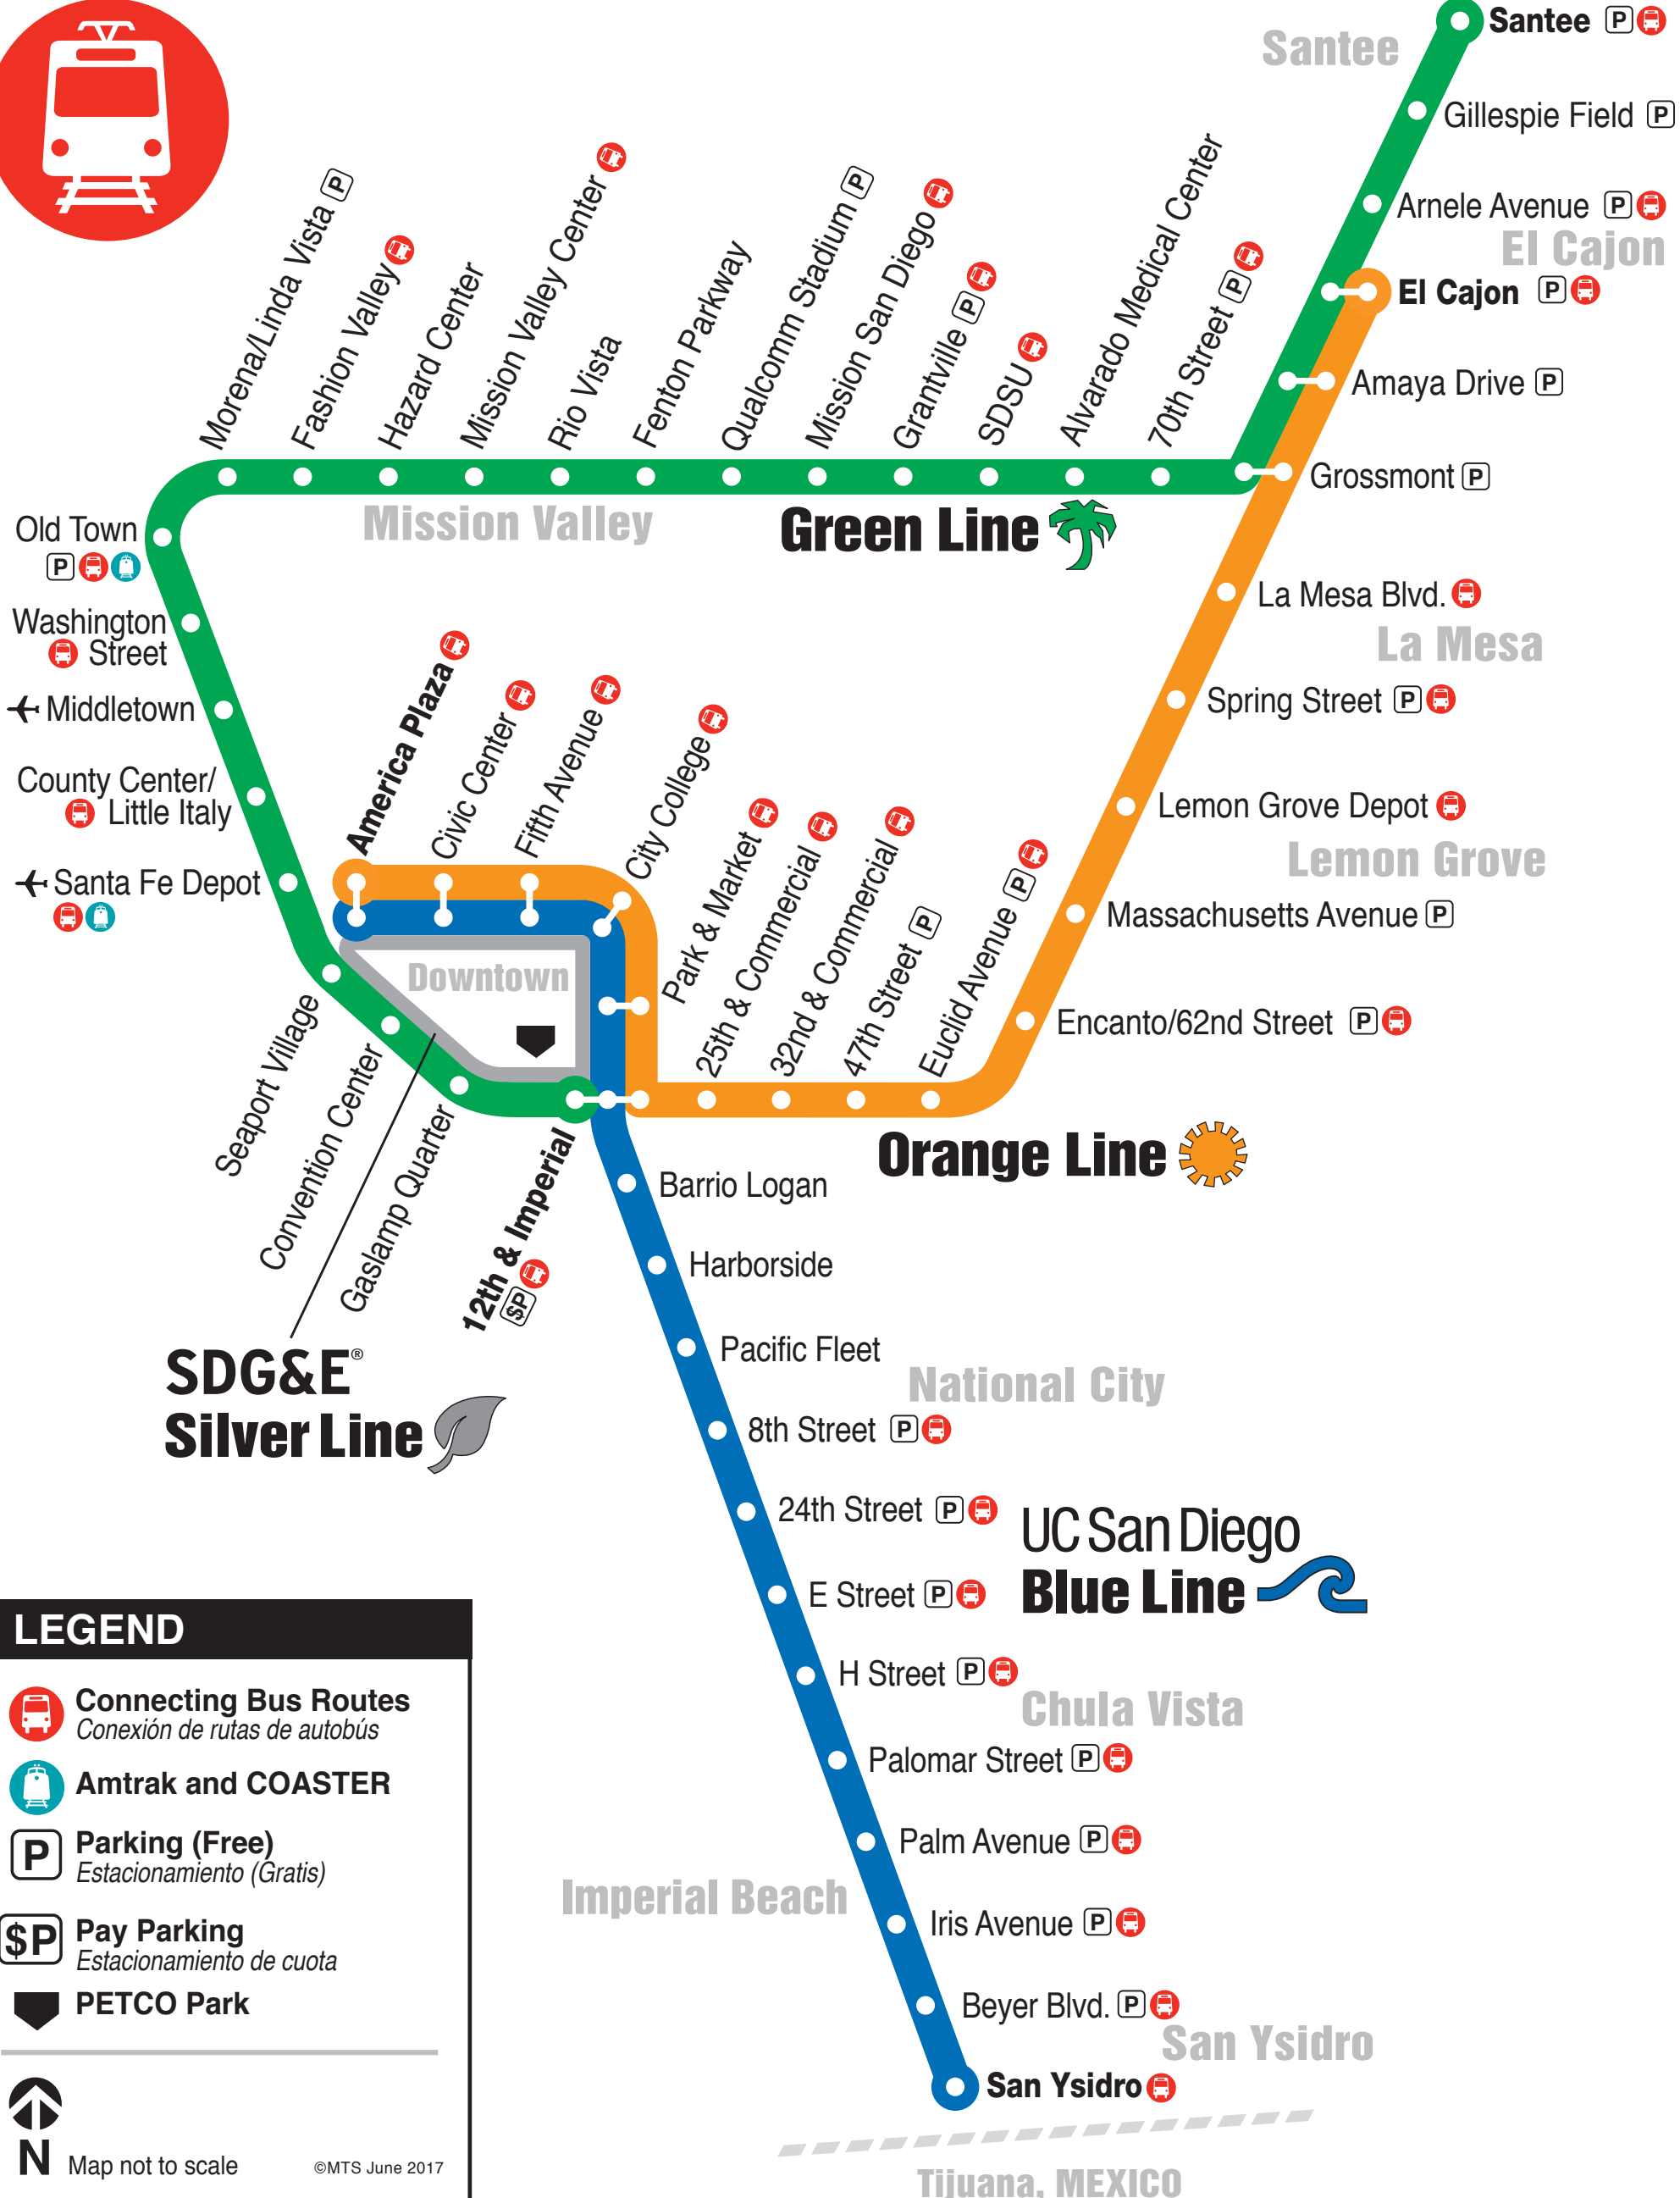 Santee
Santee P
Gillespie Field P
Arnele Avenue P
El Cajon
El Cajon P
Amaya Drive P
Grossmont P
Morena/Linda Vista P
Fashion Valley
Hazard Center
Mission Valley Center
Rio Vista
Fenton Parkway
Qualcomm Stadium P
Mission San Diego
Grantville P
SDSU
Alvarado Medical Center
70th Street P
Mission Valley
Green Line
Old Town
P
Washington
Street
Middletown
County Center/
Little Italy
Santa Fe Depot
America Plaza
Civic Center
Fifth Avenue
City College
Park & Market
25th & Commercial
32nd & Commercial
47th Street P
Euclid Avenue P
La Mesa Blvd.
La Mesa
Spring Street P
Lemon Grove Depot
Lemon Grove
Massachusetts Avenue P
Encanto/62nd Street P
Downtown
Seaport Village
Convention Center
Gaslamp Quarter
12th & Imperial
$P
Orange Line
Barrio Logan
Harborside
Pacific Fleet
National City
SDG&E®
Silver Line
8th Street P
24th Street P
UC San Diego
Blue Line
E Street P
H Street P
Chula Vista
Palomar Street P
Palm Avenue P
Imperial Beach
Iris Avenue P
Beyer Blvd. P
San Ysidro
San Ysidro
Tijuana, MEXICO
LEGEND
Connecting Bus Routes
Conexión de rutas de autobús
Amtrak and COASTER
P Parking (Free)
Estacionamiento (Gratis)
$P Pay Parking
Estacionamiento de cuota
PETCO Park
N Map not to scale ©MTS June 2017